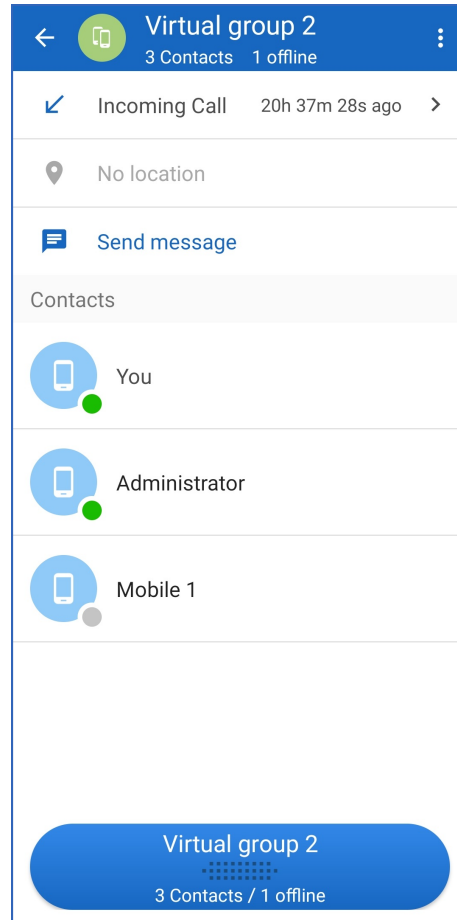 Virtual group 2
3 Contacts 1 offline
Incoming Call 20h 37m 28s ago
No location
Send message
Contacts
You
Administrator
Mobile 1
Virtual group 2
3 Contacts / 1 offline